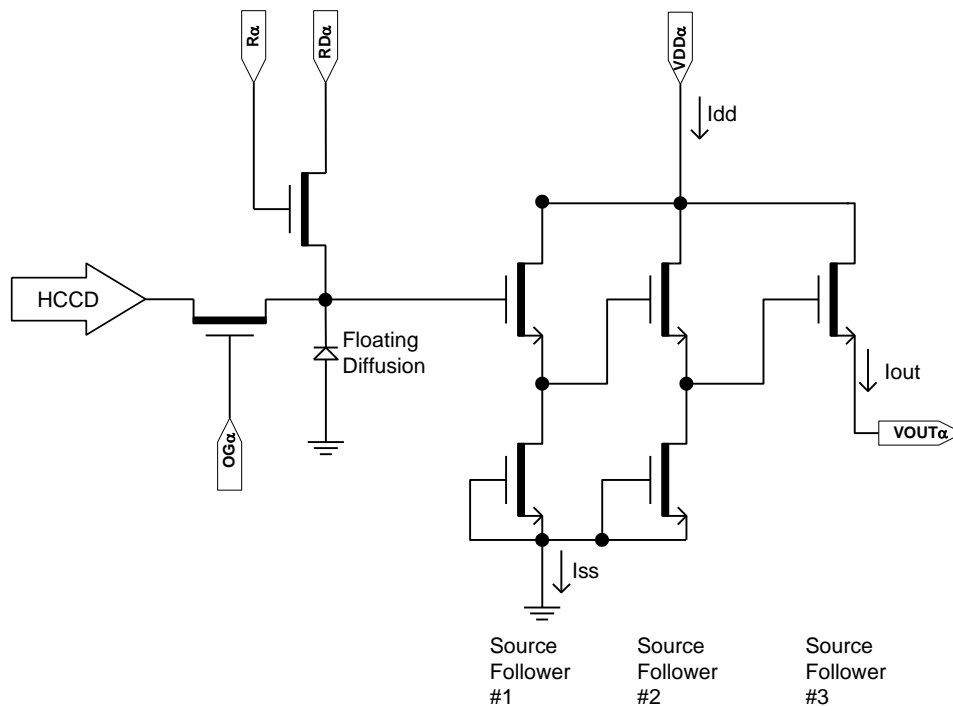 Rα
RDα
VDDα
Idd
HCCD
Floating
Diffusion
OGα
Iout
VOUTα
Iss
Source
Follower
#1
Source
Follower
#2
Source
Follower
#3